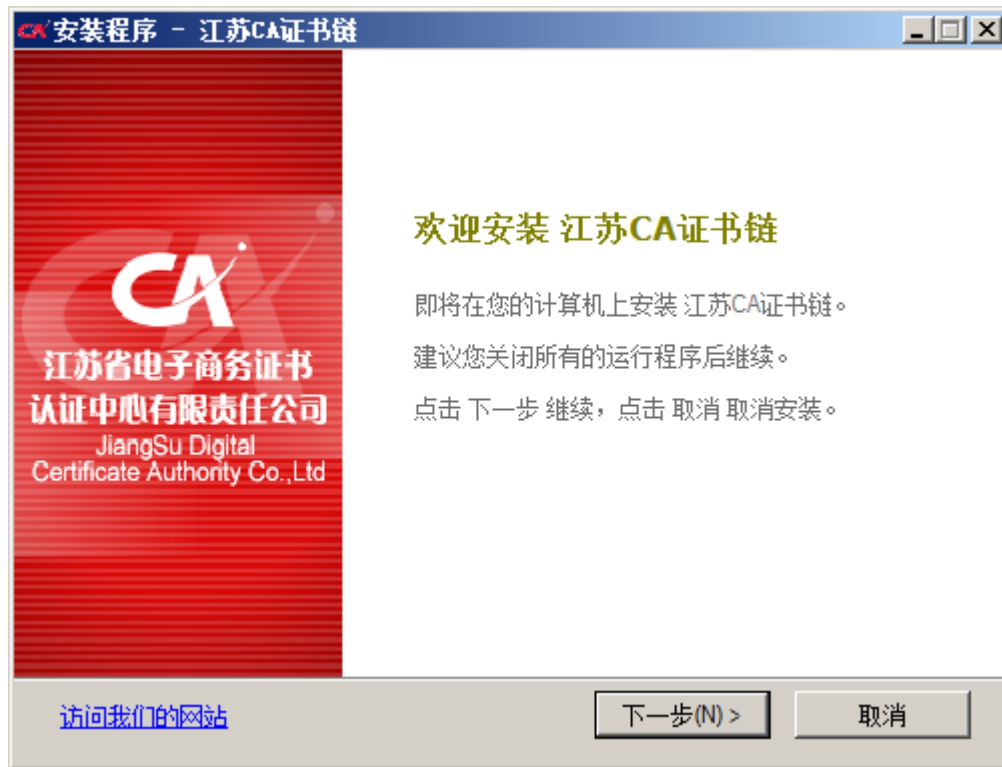 CA 安装程序 - 江苏CA证书链
CA
江苏省电子商务证书
认证中心有限责任公司
JiangSu Digital
Certificate Authority Co.,Ltd
欢迎安装 江苏CA证书链
即将在您的计算机上安装 江苏CA证书链。
建议您关闭所有的运行程序后继续。
点击 下一步 继续，点击 取消 取消安装。
访问我们的网站
下一步(N) >
取消